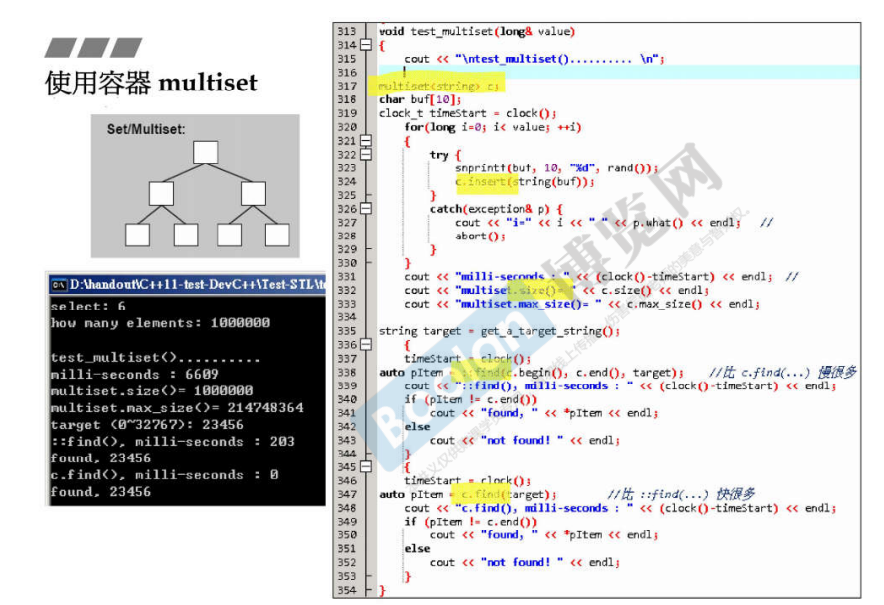 使用容器 multiset
Set/Multiset:
D:\handout\C++11-test-DevC++\Test-STL\t
select: 6
how many elements: 1000000
test_multiset()..........
milli-seconds : 6609
multiset.size()= 1000000
multiset.max_size()= 214748364
target (0~32767): 23456
::find(), milli-seconds : 203
found, 23456
c.find(), milli-seconds : 0
found, 23456
313 void test_multiset(long& value)
314 {
315 cout << "\ntest_multiset().......... \n";
316
317 multiset<string> c;
318 char buf[10];
319 clock_t timeStart = clock();
320 for(long i=0; i< value; ++i)
321 {
322 try {
323 snprintf(buf, 10, "%d", rand());
324 c.insert(string(buf));
325 }
326 catch(exception& p) {
327 cout << "i=" << i << " " << p.what() << endl; //
328 abort();
329 }
330 }
331 cout << "milli-seconds : " << (clock()-timeStart) << endl; //
332 cout << "multiset.size()= " << c.size() << endl;
333 cout << "multiset.max_size()= " << c.max_size() << endl;
334
335 string target = get_a_target_string();
336 {
337 timeStart = clock();
338 auto pItem = ::find(c.begin(), c.end(), target); //比 c.find(...) 慢很多
339 cout << "::find(), milli-seconds : " << (clock()-timeStart) << endl;
340 if (pItem != c.end())
341 cout << "found, " << *pItem << endl;
342 else
343 cout << "not found! " << endl;
344 }
345 {
346 timeStart = clock();
347 auto pItem = c.find(target); //比 ::find(...) 快很多
348 cout << "c.find(), milli-seconds : " << (clock()-timeStart) << endl;
349 if (pItem != c.end())
350 cout << "found, " << *pItem << endl;
351 else
352 cout << "not found! " << endl;
353 }
354 }
Boolan 博览网